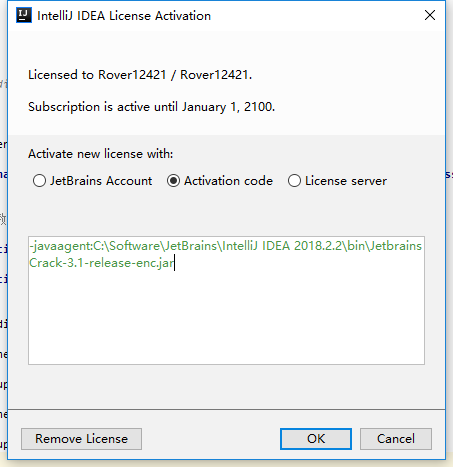 IntelliJ IDEA License Activation
Licensed to Rover12421 / Rover12421.
Subscription is active until January 1, 2100.
Activate new license with:
JetBrains Account Activation code License server
-javaagent:C:\Software\JetBrains\IntelliJ IDEA 2018.2.2\bin\Jetbrains
Crack-3.1-release-enc.jar
Remove License OK Cancel